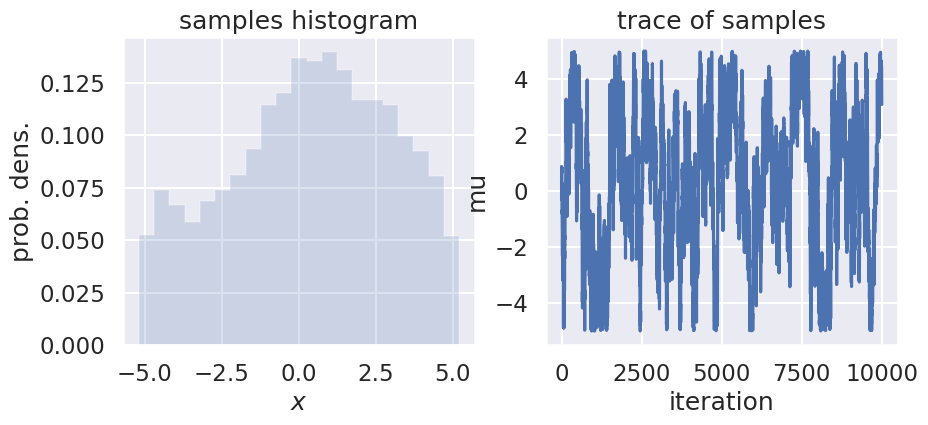 samples histogram
prob. dens.
0.125
0.100
0.075
0.050
0.025
0.000
−5.0 −2.5 0.0 2.5 5.0
x
trace of samples
mu
4
2
0
−2
−4
0 2500 5000 7500 10000
iteration